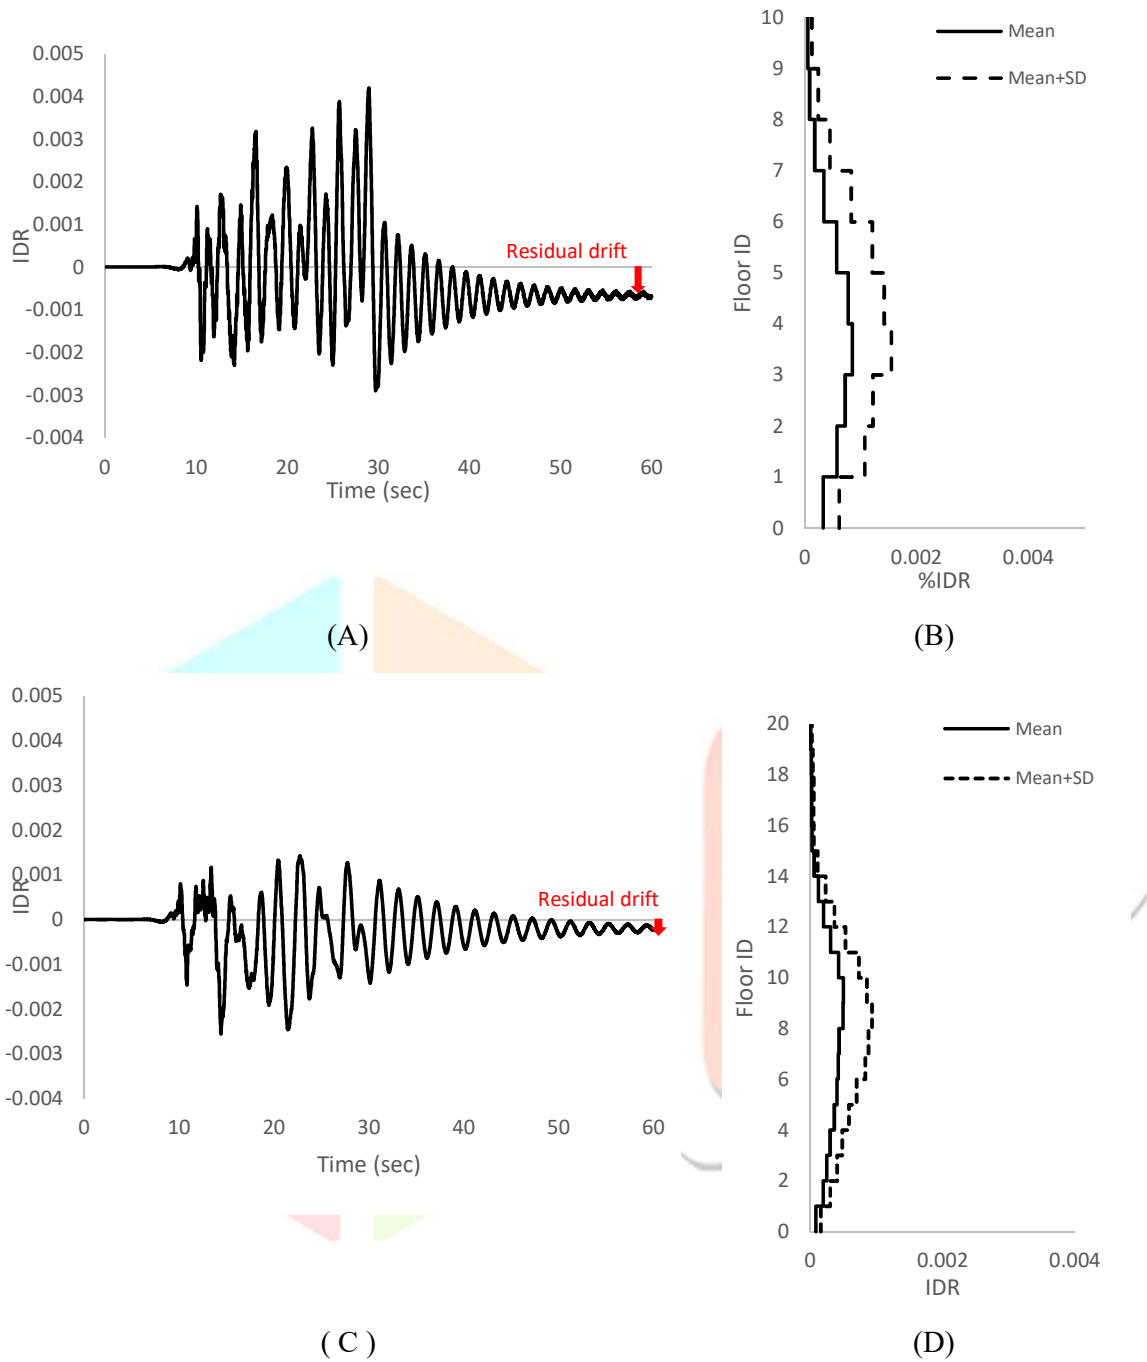 0.005
0.004
0.003
0.002
0.001
0
-0.001
-0.002
-0.003
-0.004
IDR
Residual drift
0 10 20 30 40 50 60
Time (sec)
(A)
10
9
8
7
6
5
4
3
2
1
0
Floor ID
Mean
Mean+SD
0 0.002 0.004
%IDR
(B)
0.005
0.004
0.003
0.002
0.001
0
-0.001
-0.002
-0.003
-0.004
IDR
Residual drift
0 10 20 30 40 50 60
Time (sec)
( C )
20
18
16
14
12
10
8
6
4
2
0
Floor ID
Mean
Mean+SD
0 0.002 0.004
IDR
(D)